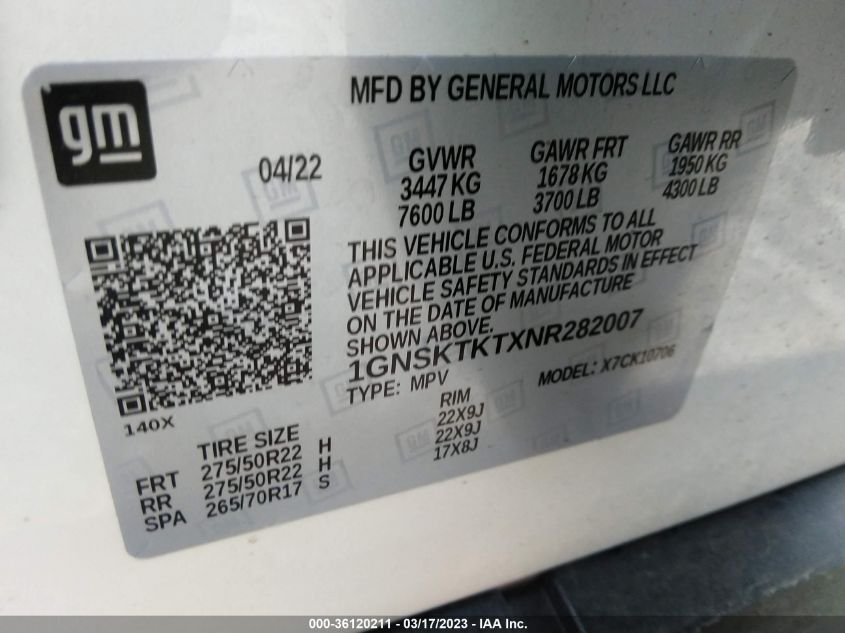 MFD BY GENERAL MOTORS LLC
gm
04/22
GVWR GAWR FRT GAWR RR
3447 KG 1678 KG 1950 KG
7600 LB 3700 LB 4300 LB
THIS VEHICLE CONFORMS TO ALL
APPLICABLE U.S. FEDERAL MOTOR
VEHICLE SAFETY STANDARDS IN EFFECT
ON THE DATE OF MANUFACTURE
SHOWN ABOVE.
1GNSKTKTXNR282007
TYPE: MPV MODEL: X7CK10706
140X
TIRE SIZE RIM
FRT 275/50R22 H 22X9J
RR 275/50R22 H 22X9J
SPA 265/70R17 S 17X8J
000-36120211 - 03/17/2023 - IAA Inc.